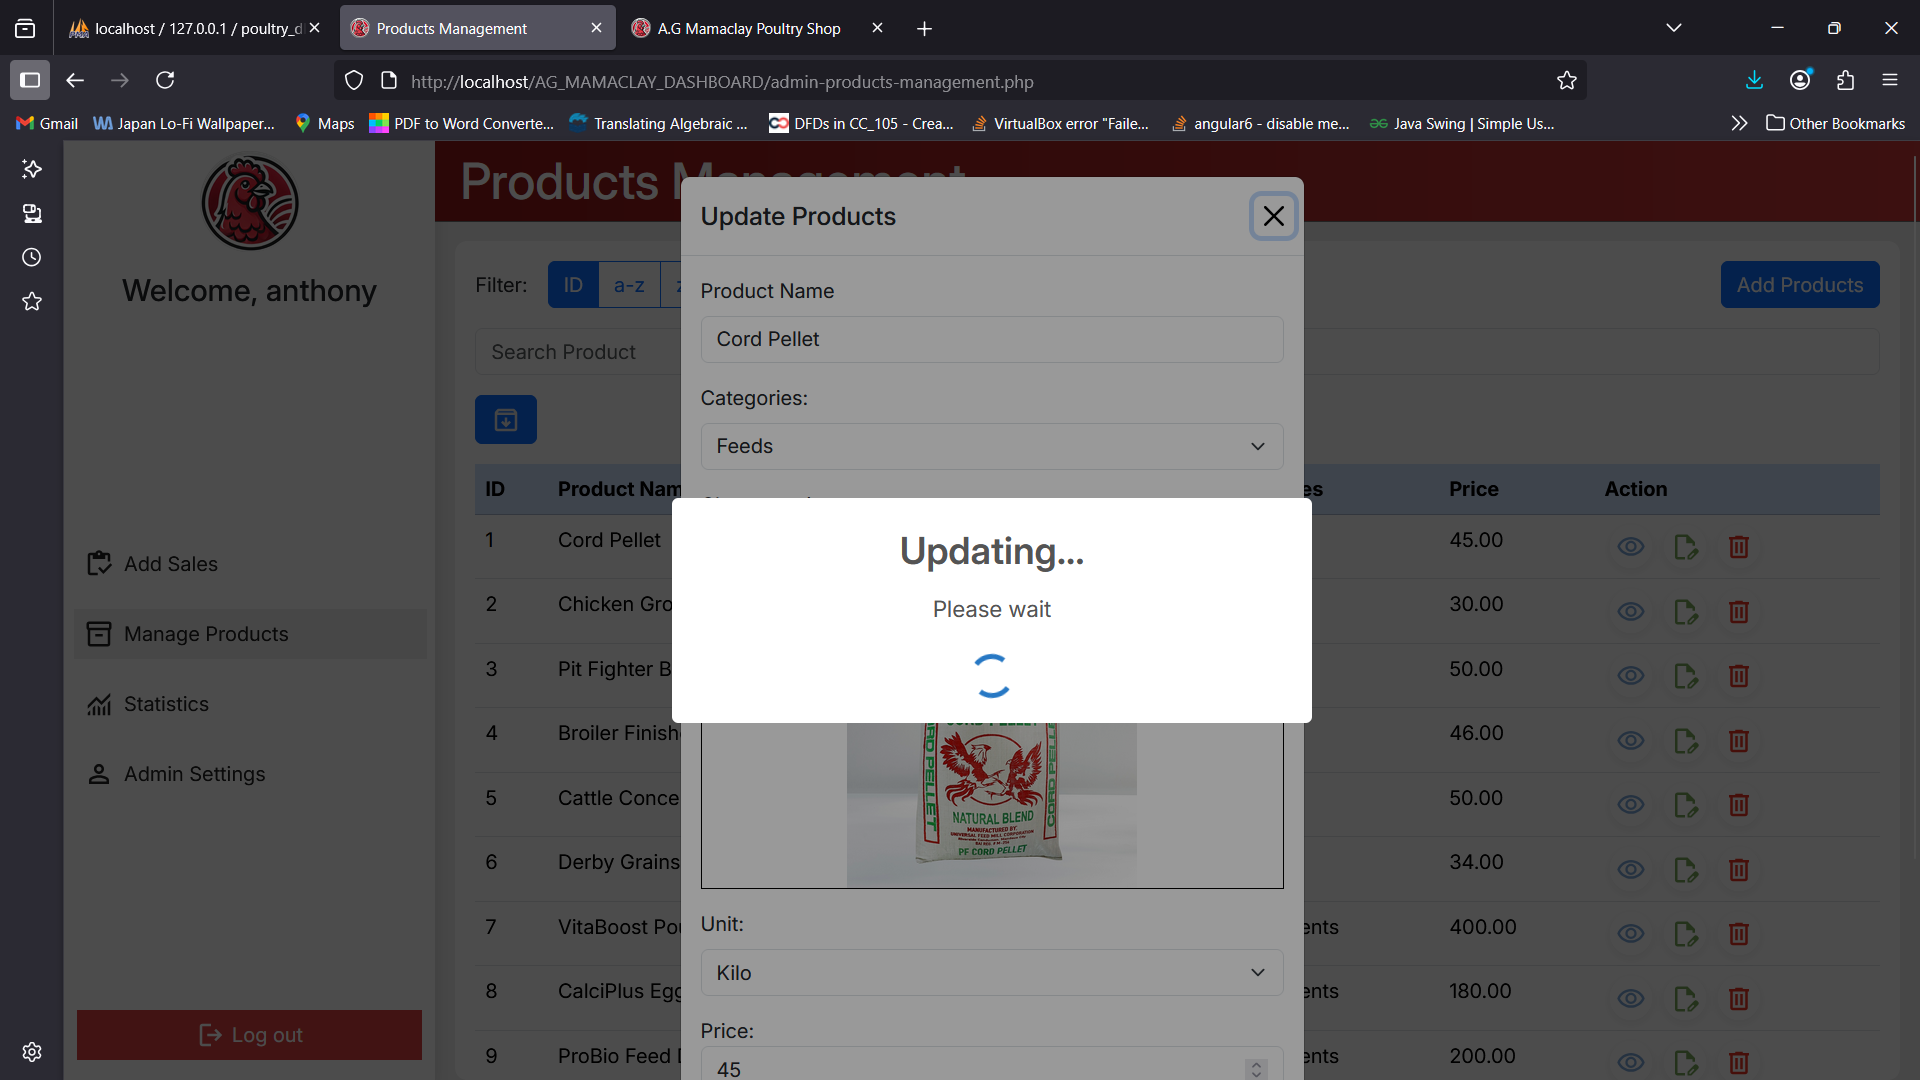 localhost / 127.0.0.1 / poultry_d
Products Management
A.G Mamaclay Poultry Shop
http://localhost/AG_MAMACLAY_DASHBOARD/admin-products-management.php
Gmail
Japan Lo-Fi Wallpaper...
Maps
PDF to Word Converte...
Translating Algebraic ...
DFDs in CC_105 - Crea...
VirtualBox error "Faile...
angular6 - disable me...
Java Swing | Simple Us...
Other Bookmarks
Welcome, anthony
Add Sales
Manage Products
Statistics
Admin Settings
Log out
Products Management
Filter: ID a-z z
Add Products
Search Product
ID Product Nam es Price Action
1 Cord Pellet 45.00
2 Chicken Gro 30.00
3 Pit Fighter B 50.00
4 Broiler Finish 46.00
5 Cattle Conce 50.00
6 Derby Grains 34.00
7 VitaBoost Po ents 400.00
8 CalciPlus Egg ents 180.00
9 ProBio Feed ents 200.00
Update Products
Product Name
Cord Pellet
Categories:
Feeds
Updating...
Please wait
CORD PELLET
NATURAL BLEND
MANUFACTURED BY:
UNIVERSAL FEED MILL CORPORATION
PF CORD PELLET
Unit:
Kilo
Price:
45